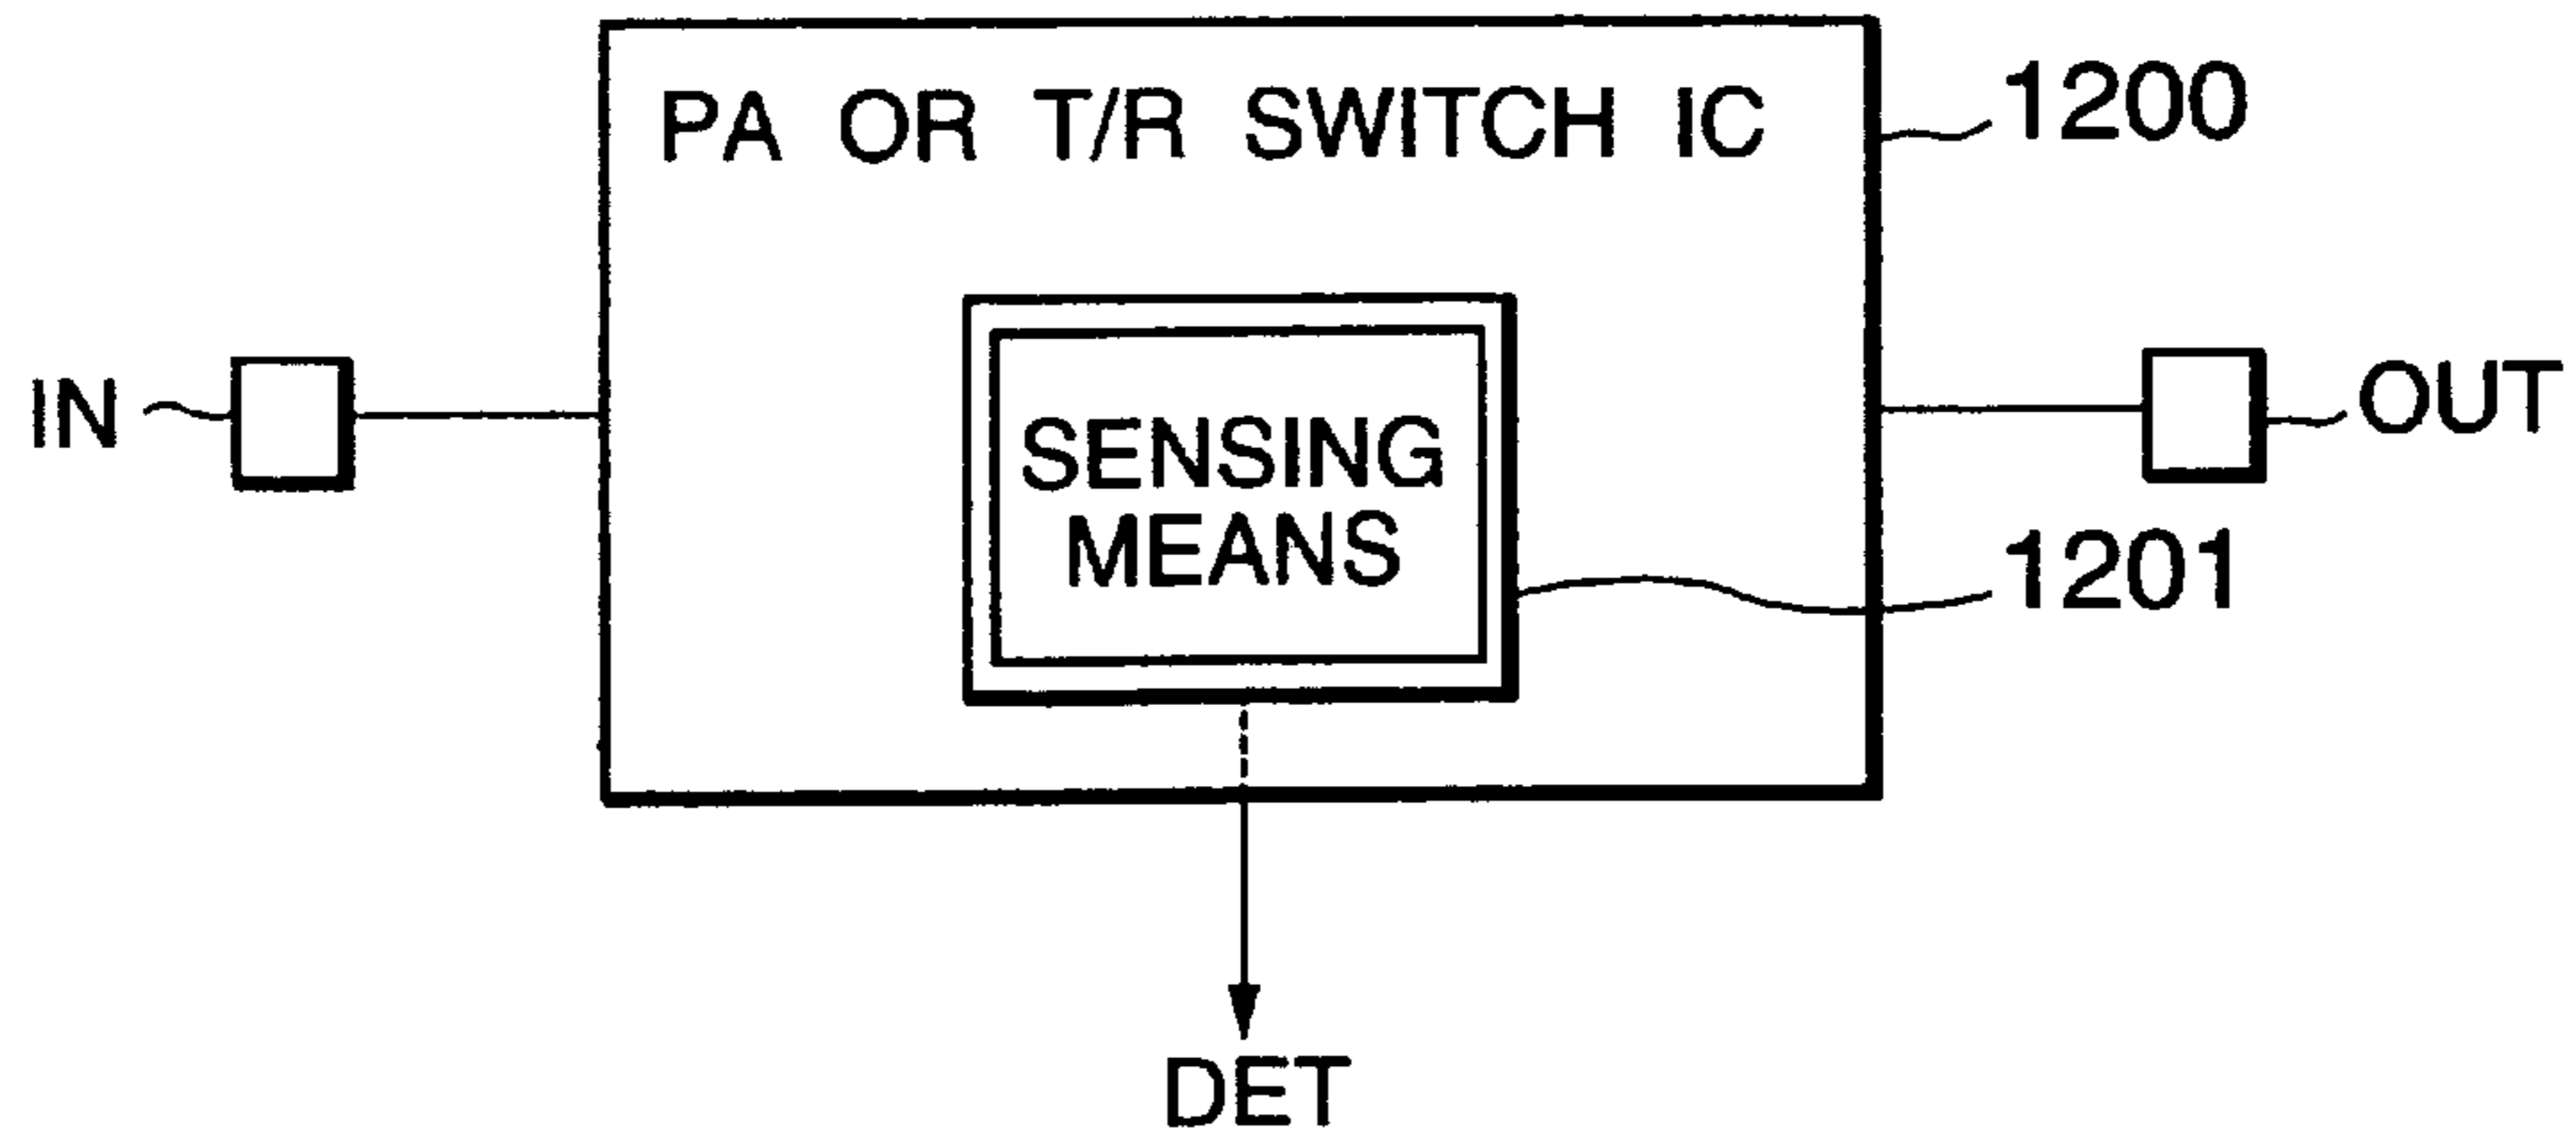 PA OR T/R SWITCH IC
1200
IN
OUT
SENSING
MEANS
1201
DET